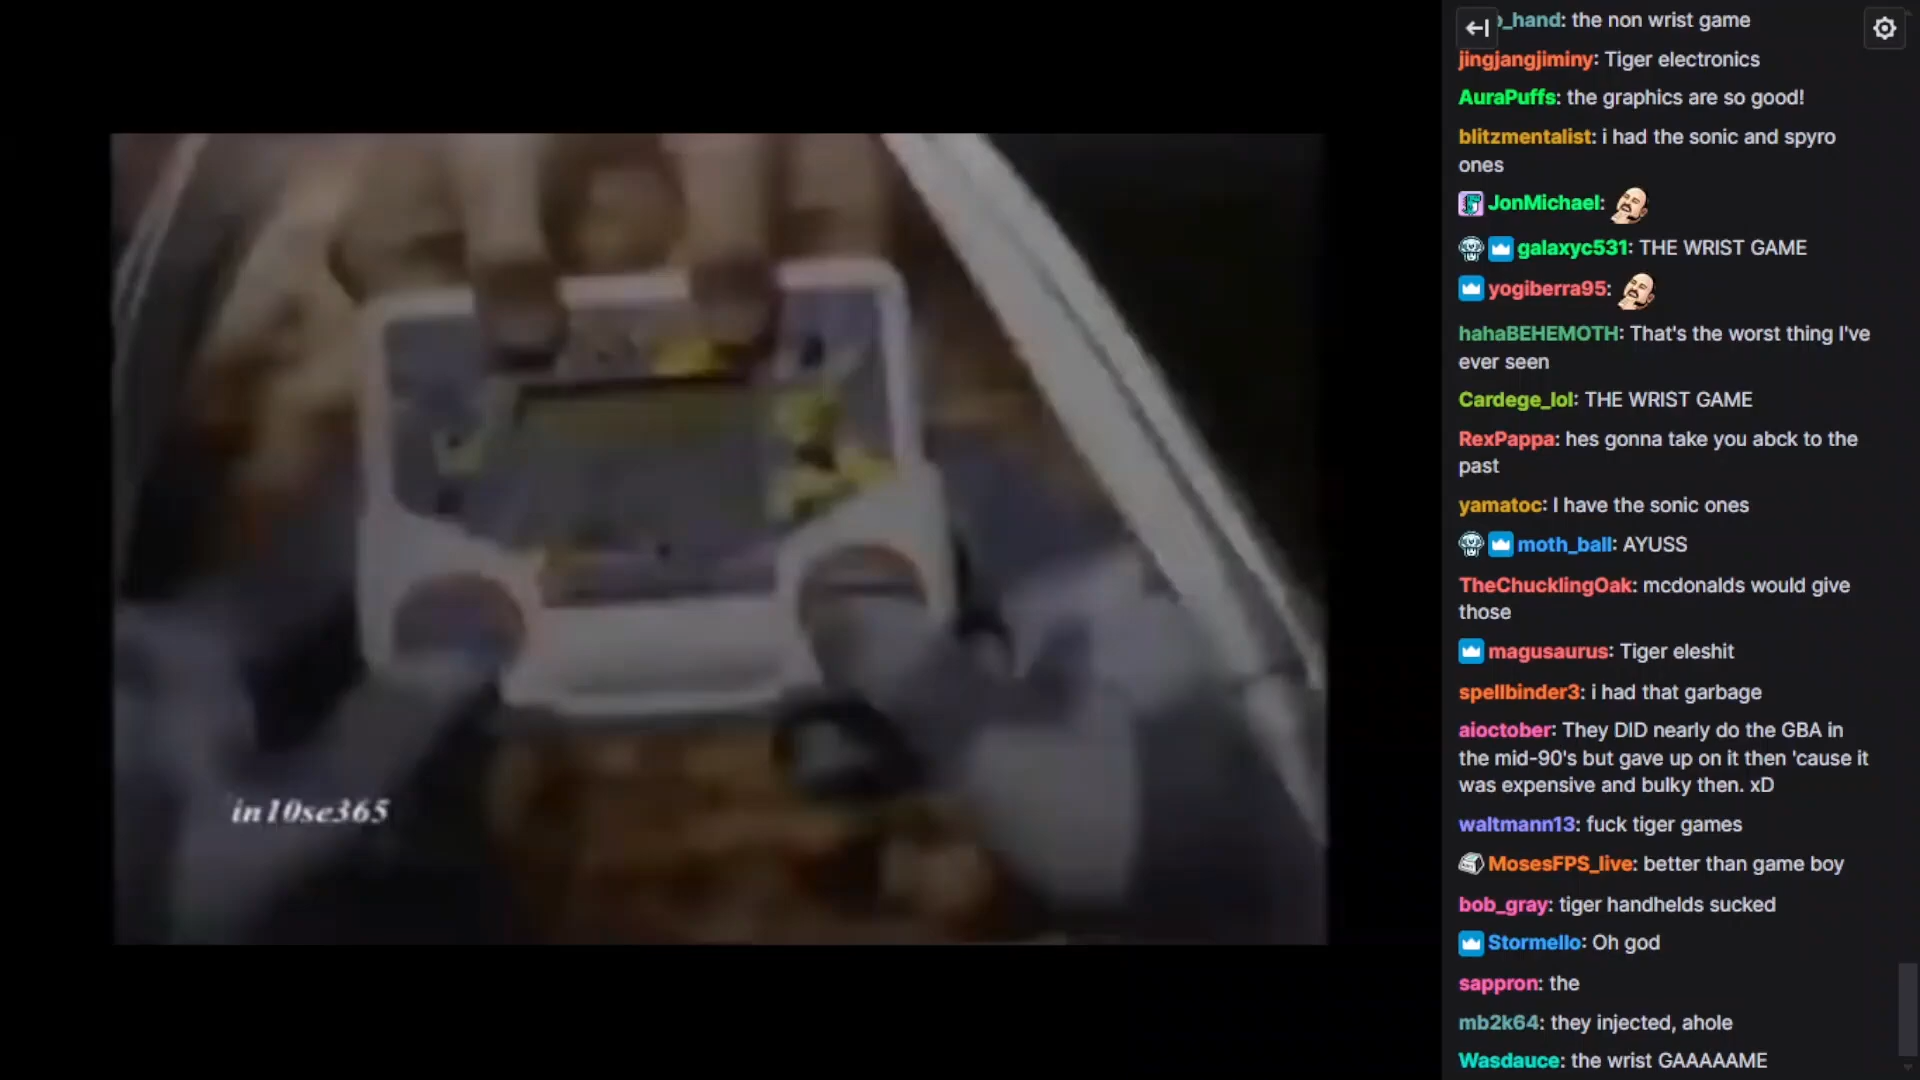 in10se365
_hand: the non wrist game
jingjangjiminy: Tiger electronics
AuraPuffs: the graphics are so good!
blitzmentalist: i had the sonic and spyro
ones
JonMichael:
galaxyc531: THE WRIST GAME
yogiberra95:
hahaBEHEMOTH: That's the worst thing I've
ever seen
Cardege_lol: THE WRIST GAME
RexPappa: hes gonna take you abck to the
past
yamatoc: I have the sonic ones
moth_ball: AYUSS
TheChucklingOak: mcdonalds would give
those
magusaurus: Tiger eleshit
spellbinder3: i had that garbage
aioctober: They DID nearly do the GBA in
the mid-90's but gave up on it then 'cause it
was expensive and bulky then. xD
waltmann13: fuck tiger games
MosesFPS_live: better than game boy
bob_gray: tiger handhelds sucked
Stormello: Oh god
sappron: the
mb2k64: they injected, ahole
Wasdauce: the wrist GAAAAAME